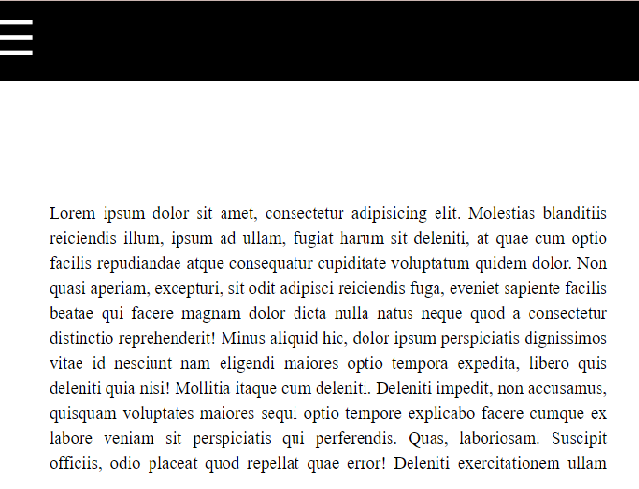 Lorem ipsum dolor sit amet, consectetur adipisicing elit. Molestias blanditiis
reiciendis illum, ipsum ad ullam, fugiat harum sit deleniti, at quae cum optio
facilis repudiandae atque consequatur cupiditate voluptatum quidem dolor. Non
quasi aperiam, excepturi, sit odit adipisci reiciendis fuga, eveniet sapiente facilis
beatae qui facere magnam dolor dicta nulla natus neque quod a consectetur
distinctio reprehenderit! Minus aliquid hic, dolor ipsum perspiciatis dignissimos
vitae id nesciunt nam eligendi maiores optio tempora expedita, libero quis
deleniti quia nisi! Mollitia itaque cum deleniti. Deleniti impedit, non accusamus,
quisquam voluptates maiores sequi optio tempore explicabo facere cumque ex
labore veniam sit perspiciatis qui perferendis. Quas, laboriosam. Suscipit
officiis, odio placeat quod repellat quae error! Deleniti exercitationem ullam